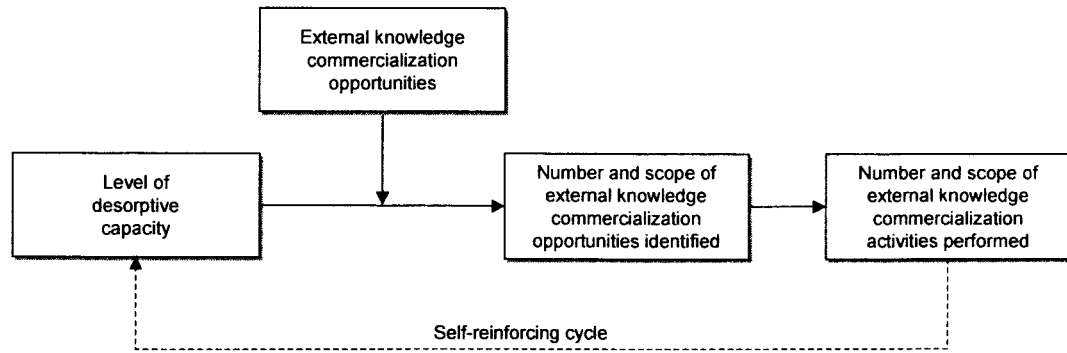 External knowledge
commercialization
opportunities
Level of
desorptive
capacity
Number and scope of
external knowledge
commercialization
opportunities identified
Number and scope of
external knowledge
commercialization
activities performed
Self-reinforcing cycle